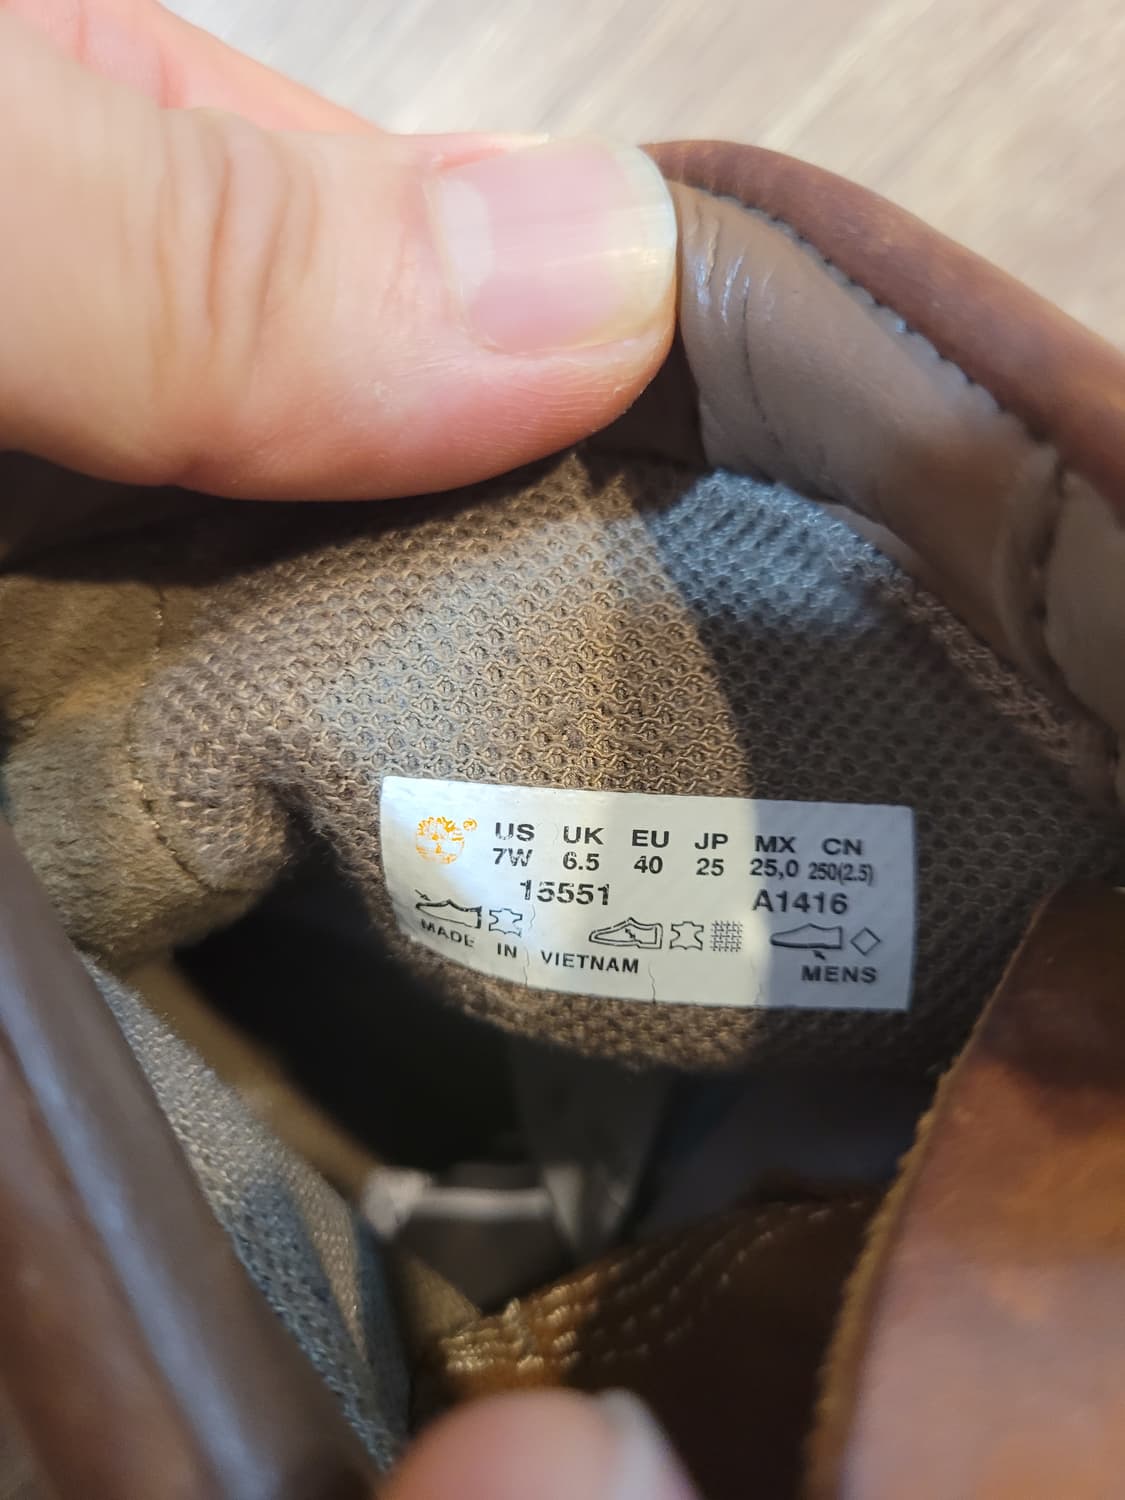 US UK EU JP MX CN
7W 6.5 40 25 25,0 250(2.5)
15551 A1416
MADE IN VIETNAM
MENS